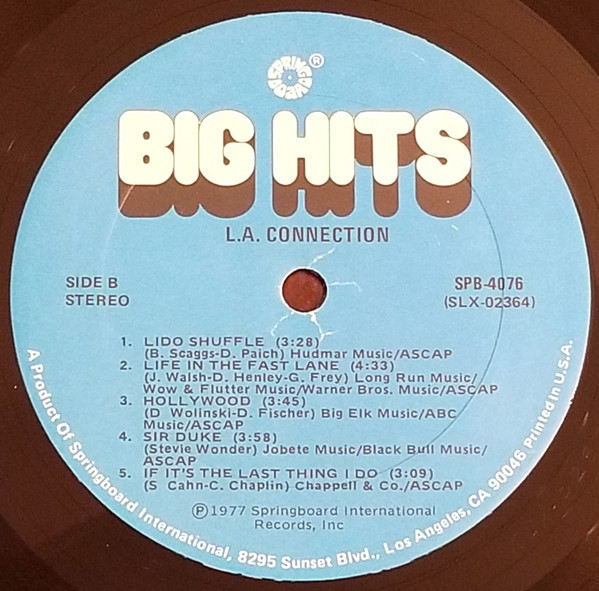 SPRING
BOARD ®
BIG HITS
L.A. CONNECTION
SIDE B
STEREO
SPB-4076
(SLX-02364)
1. LIDO SHUFFLE (3:28)
(B. Scaggs-D. Paich) Hudmar Music/ASCAP
2. LIFE IN THE FAST LANE (4:33)
(J. Walsh-D. Henley-G. Frey) Long Run Music/
Wow & Flutter Music/Warner Bros. Music/ASCAP
3. HOLLYWOOD (3:45)
(D Wolinski-D. Fischer) Big Elk Music/ABC
Music/ASCAP
4. SIR DUKE (3:58)
(Stevie Wonder) Jobete Music/Black Bull Music/
ASCAP
5. IF IT'S THE LAST THING I DO (3:09)
(S Cahn-C. Chaplin) Chappell & Co./ASCAP
℗1977 Springboard International
Records, Inc
A Product Of Springboard International, 8295 Sunset Blvd., Los Angeles, CA 90046 Printed In U.S.A.